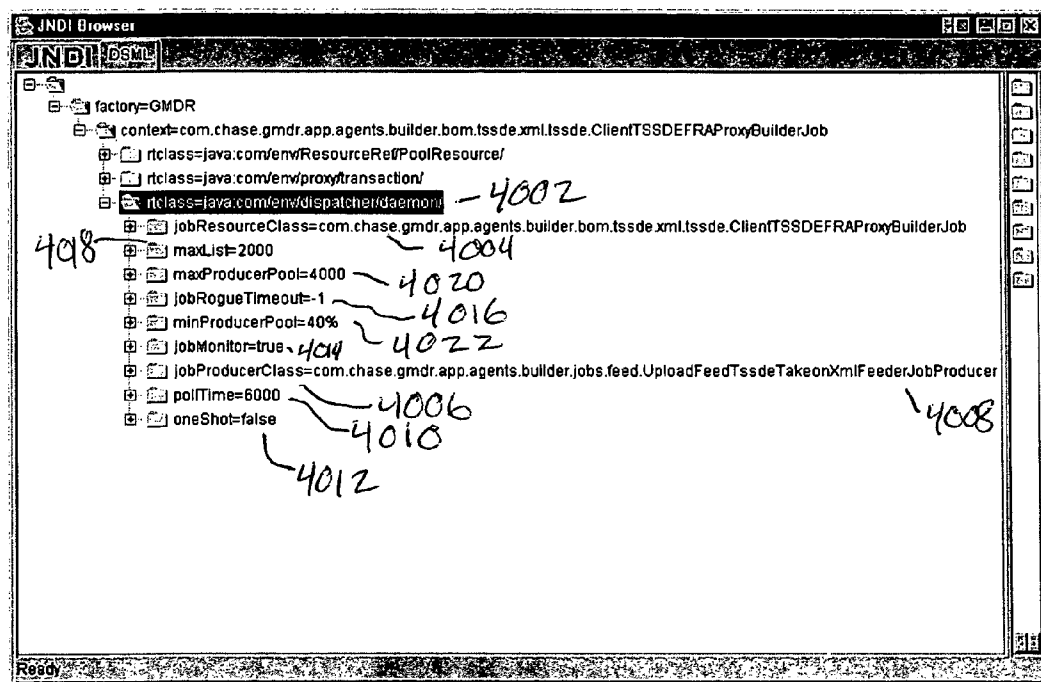 JNDI Browser
JNDI DSML
factory=GMDR
context=com.chase.gmdr.app.agents.builder.bom.tssde.xml.tssde.ClientTSSDEFRAProxyBuilderJob
rtclass=java:com/env/ResourceRef/PoolResource/
rtclass=java:com/env/proxy/transaction/
rtclass=java:com/env/dispatcher/daemon/ 4002
jobResourceClass=com.chase.gmdr.app.agents.builder.bom.tssde.xml.tssde.ClientTSSDEFRAProxyBuilderJob
4018 maxList=2000 4004
maxProducerPool=4000 4020
jobRogueTimeout=-1 4016
minProducerPool=40% 4022
jobMonitor=true 4014
jobProducerClass=com.chase.gmdr.app.agents.builder.jobs.feed.UploadFeedTssdeTakeonXmlFeederJobProducer
pollTime=6000 4006 4008
oneShot=false 4010
4012
Ready